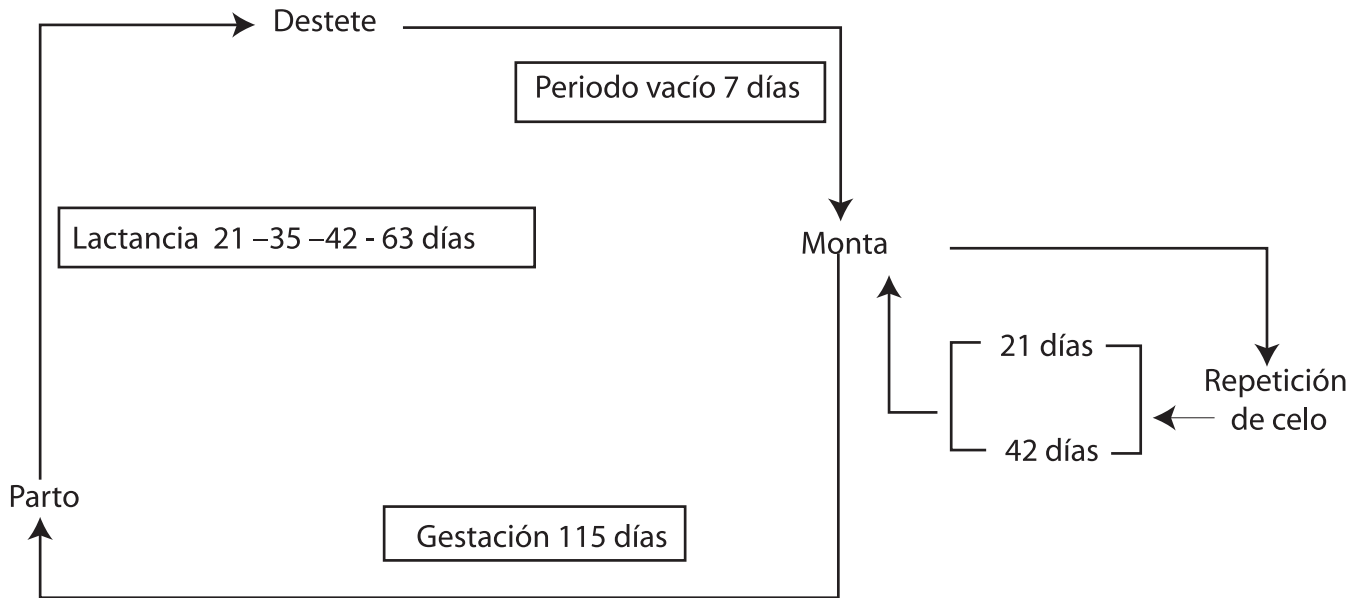 Destete
Periodo vacío 7 días
Lactancia 21 –35 –42 - 63 días
Monta
21 días
Repetición
de celo
42 días
Parto
Gestación 115 días